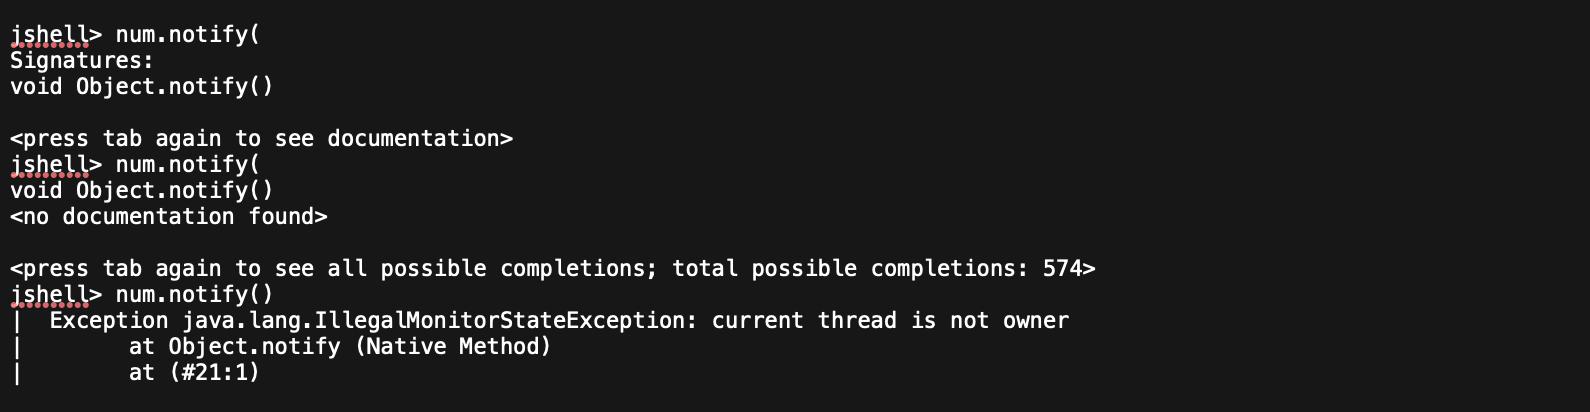 jshell> num.notify(
Signatures:
void Object.notify()
<press tab again to see documentation>
jshell> num.notify(
void Object.notify()
<no documentation found>
<press tab again to see all possible completions; total possible completions: 574>
jshell> num.notify()
|  Exception java.lang.IllegalMonitorStateException: current thread is not owner
|        at Object.notify (Native Method)
|        at (#21:1)